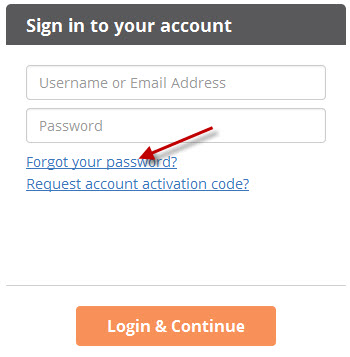 Sign in to your account
Username or Email Address
Password
Forgot your password?
Request account activation code?
Login & Continue